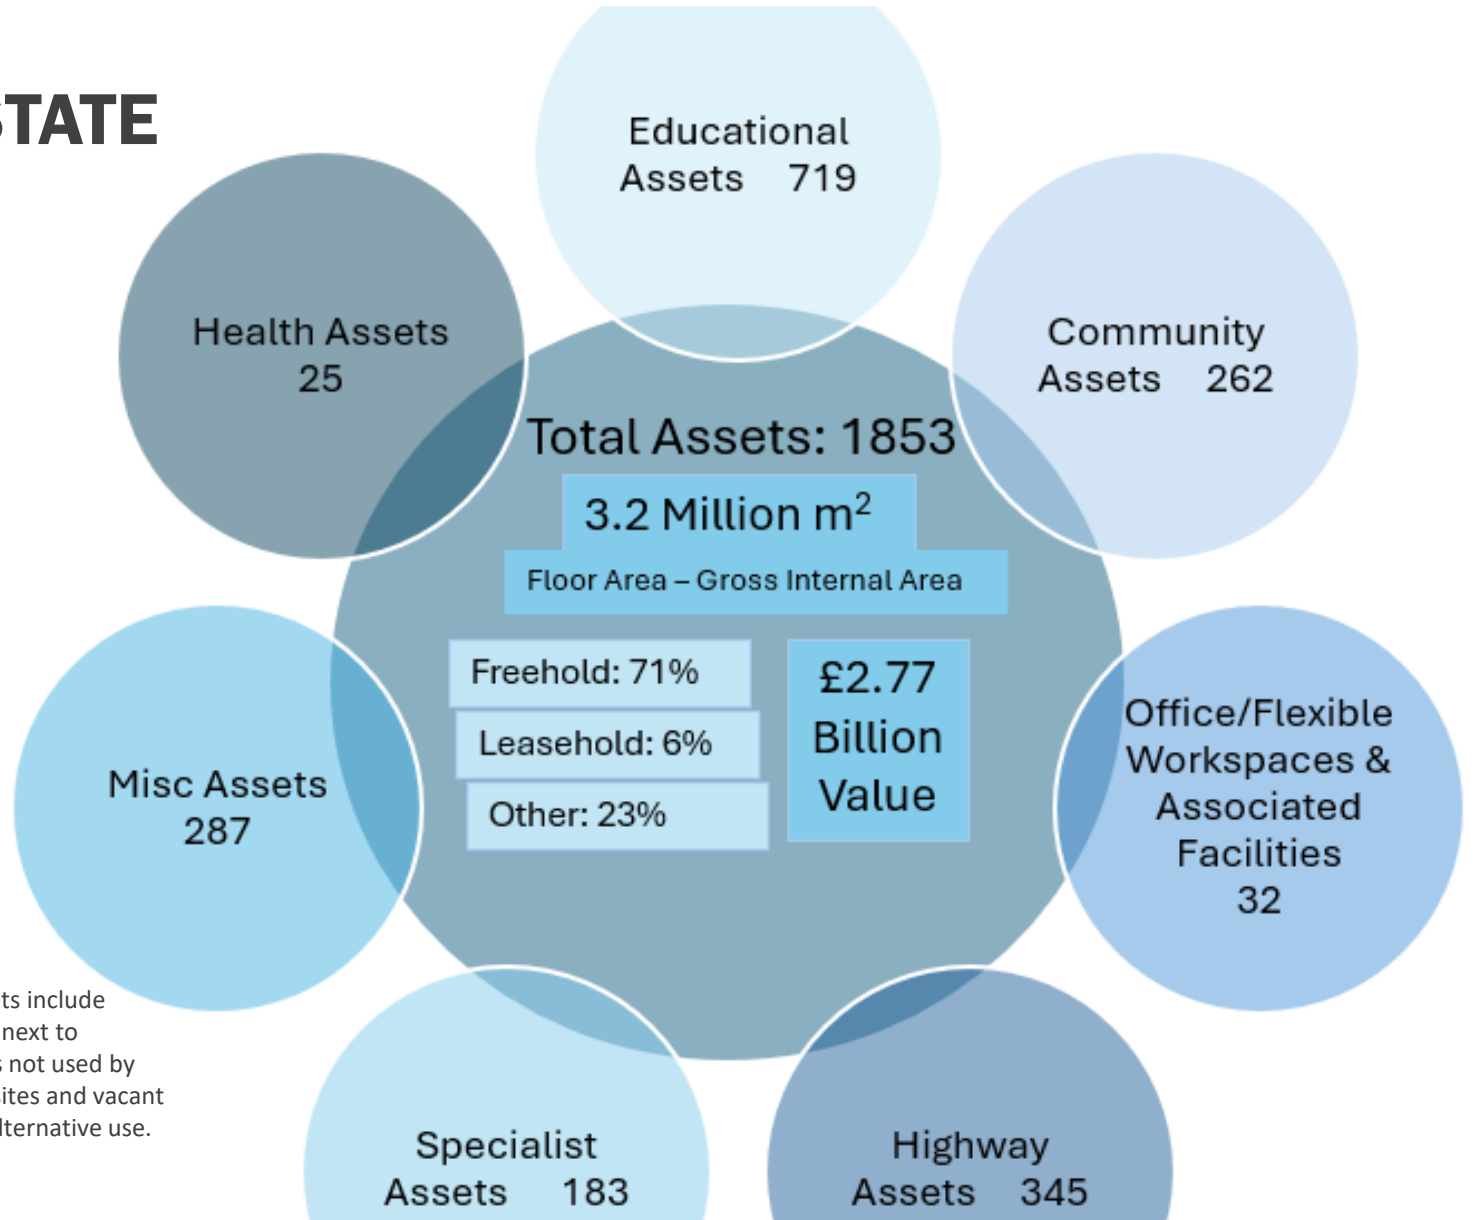 STATE
Educational
Assets 719
Health Assets
25
Community
Assets 262
Total Assets: 1853
3.2 Million m²
Floor Area – Gross Internal Area
Freehold: 71%
Leasehold: 6%
Other: 23%
£2.77
Billion
Value
Office/Flexible
Workspaces &
Associated
Facilities
32
Misc Assets
287
ts include
next to
s not used by
sites and vacant
lternative use.
Specialist
Assets 183
Highway
Assets 345